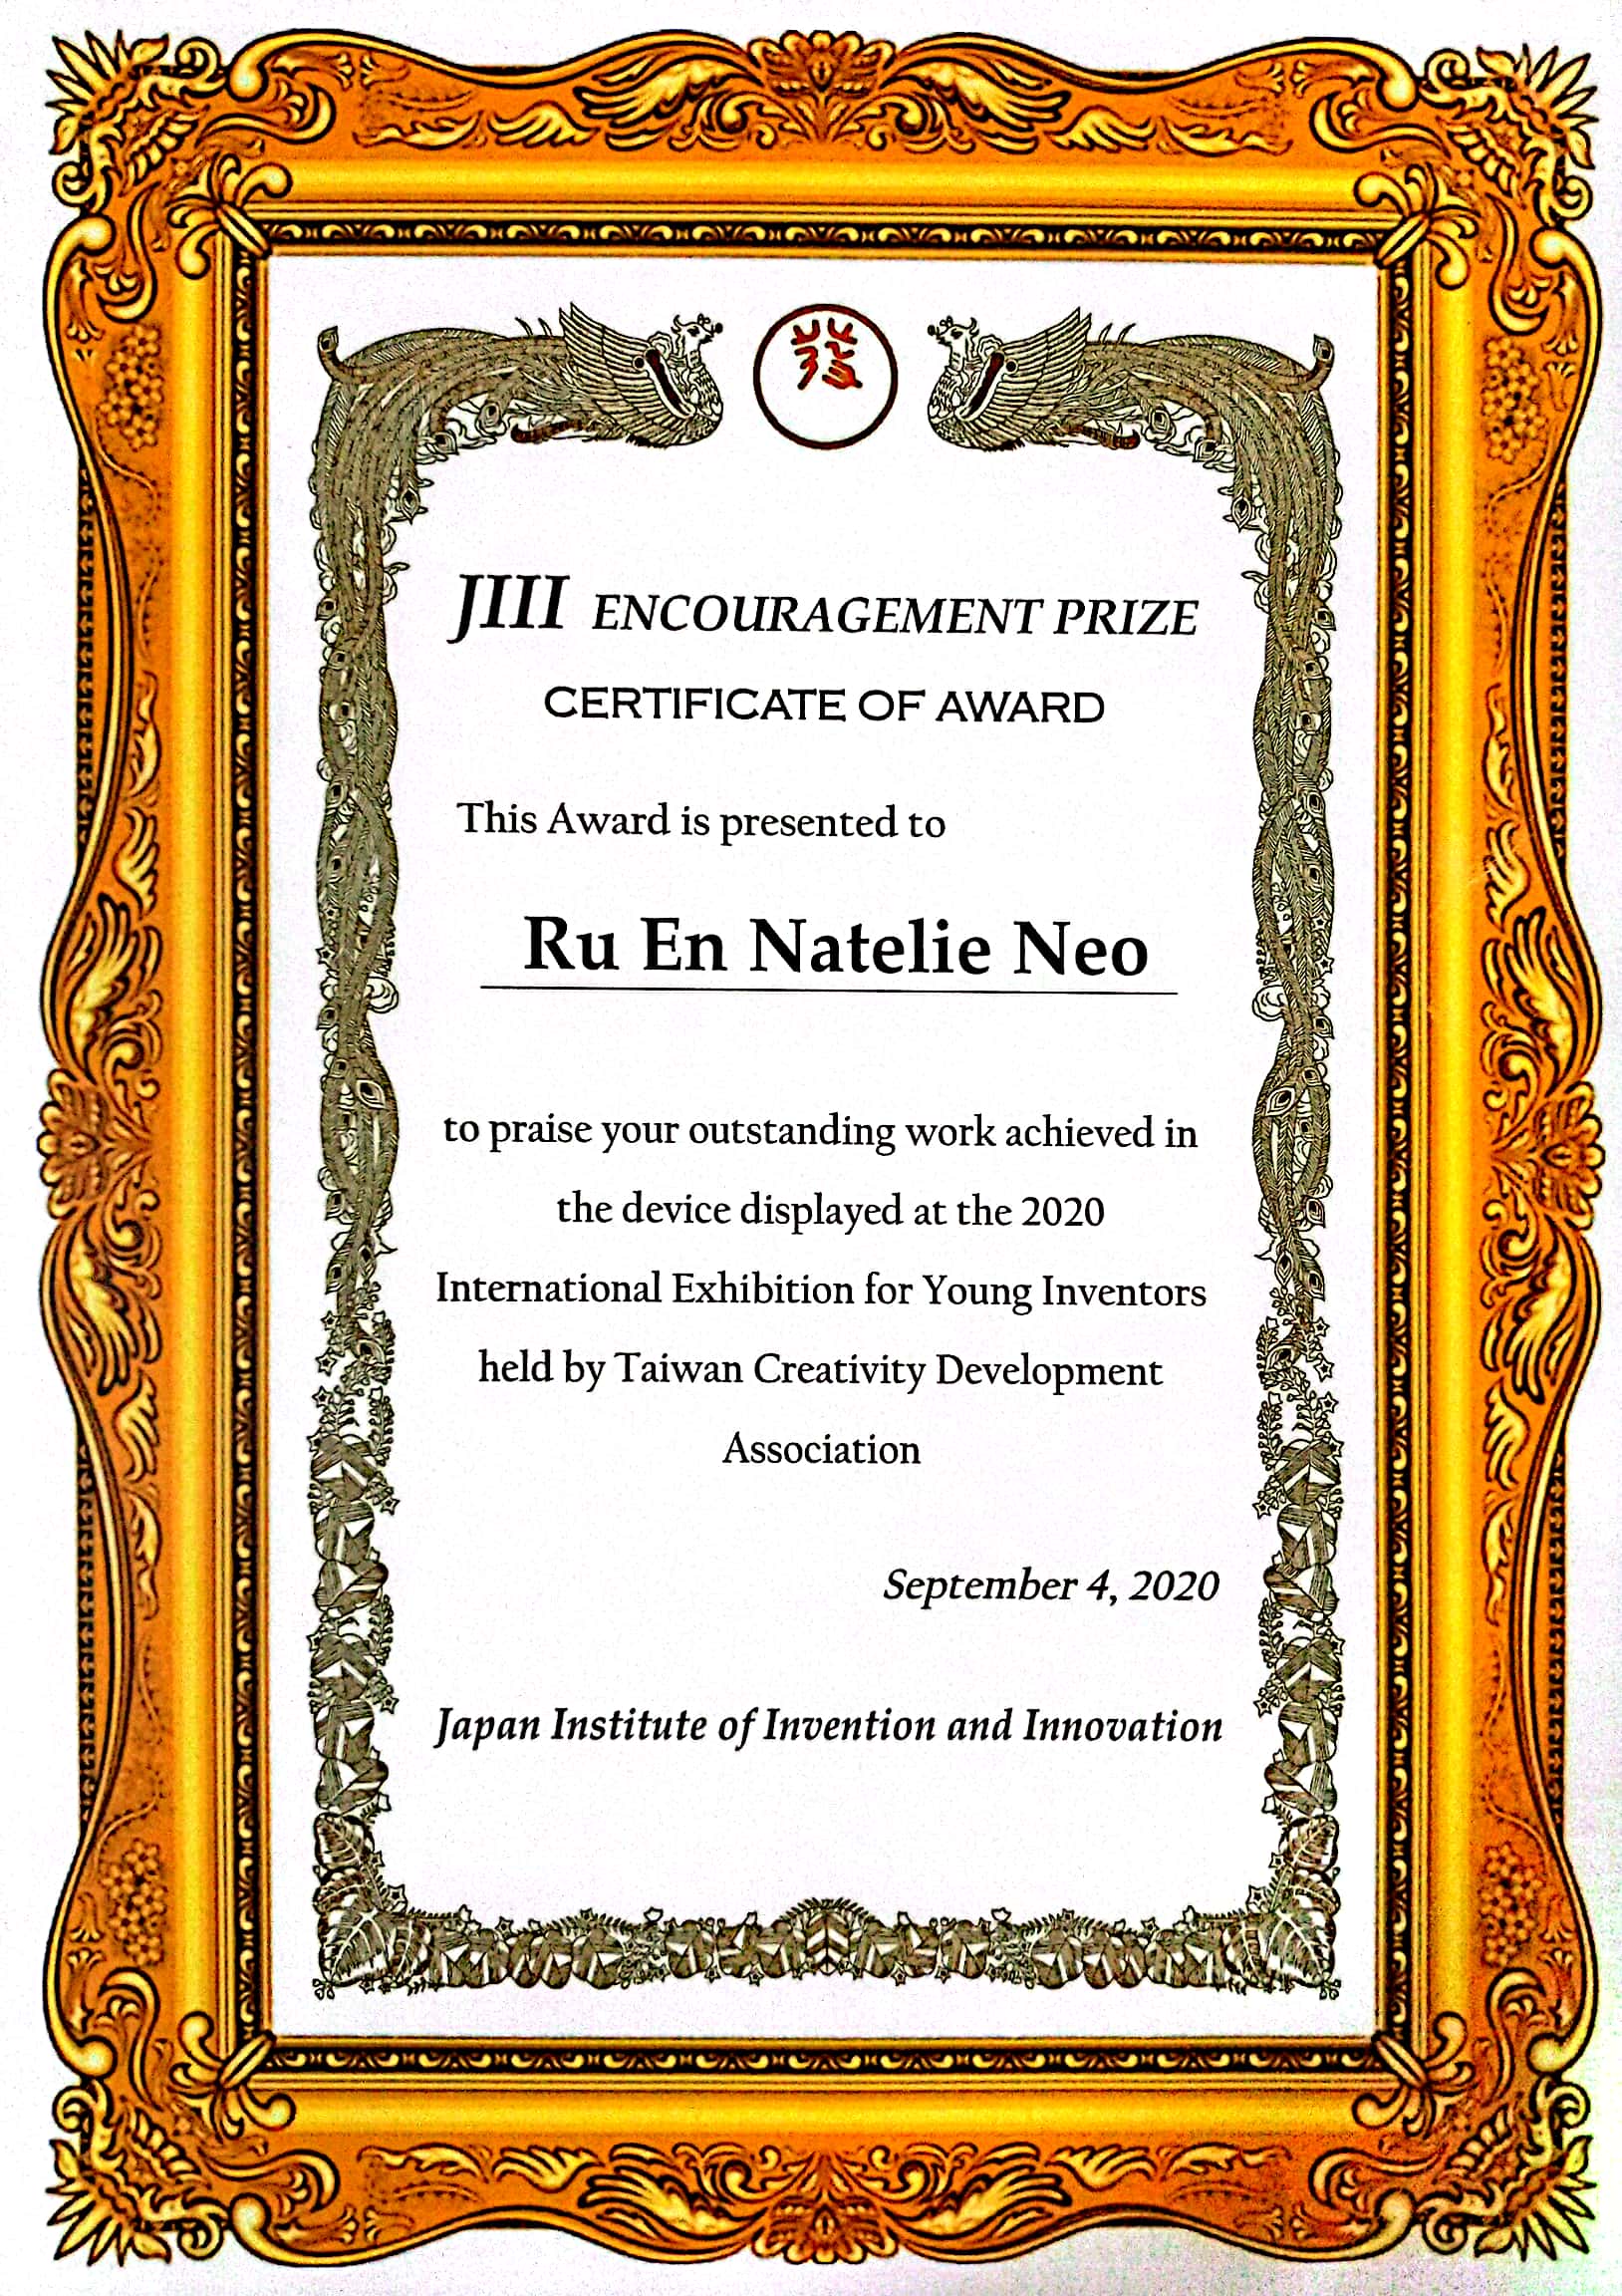 發
JIII ENCOURAGEMENT PRIZE
CERTIFICATE OF AWARD
This Award is presented to
Ru En Natelie Neo
to praise your outstanding work achieved in
the device displayed at the 2020
International Exhibition for Young Inventors
held by Taiwan Creativity Development
Association
September 4, 2020
Japan Institute of Invention and Innovation